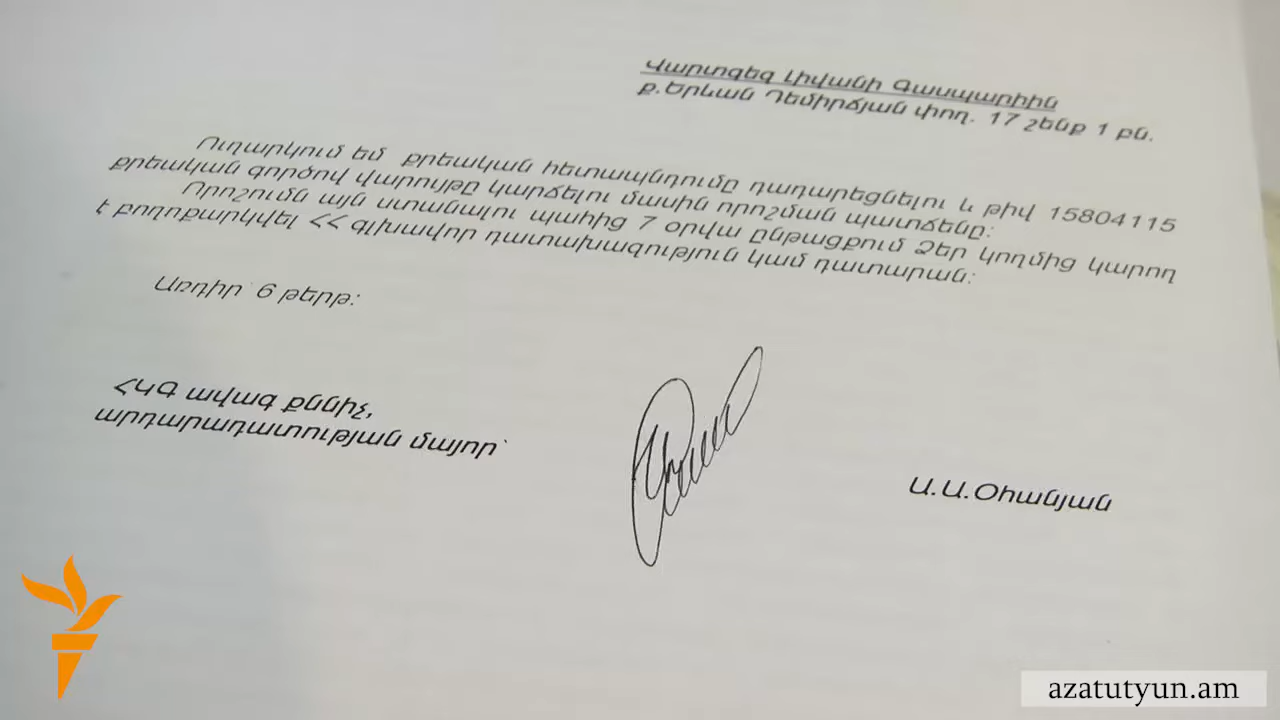 Վարտգեզ Լիվանի Գասպարիին
ք.Երևան Դեմիրճյան փող. 17 շենք 1 բն.
Ուղարկում եմ քրեական հետապնդումը դադարեցնելու և թիվ 15804115
քրեական գործով վարույթը կարճելու մասին որոշման պատճենը:
Որոշումն այն ստանալու պահից 7 օրվա ընթացքում Ձեր կողմից կարող
է բողոքարկվել ՀՀ գլխավոր դատախազություն կամ դատարան:
Առդիր՝ 6 թերթ:
ՀԿԳ ավագ քննիչ,
արդարադատության մայոր՝
Ա.Ա.Օհանյան
azatutyun.am